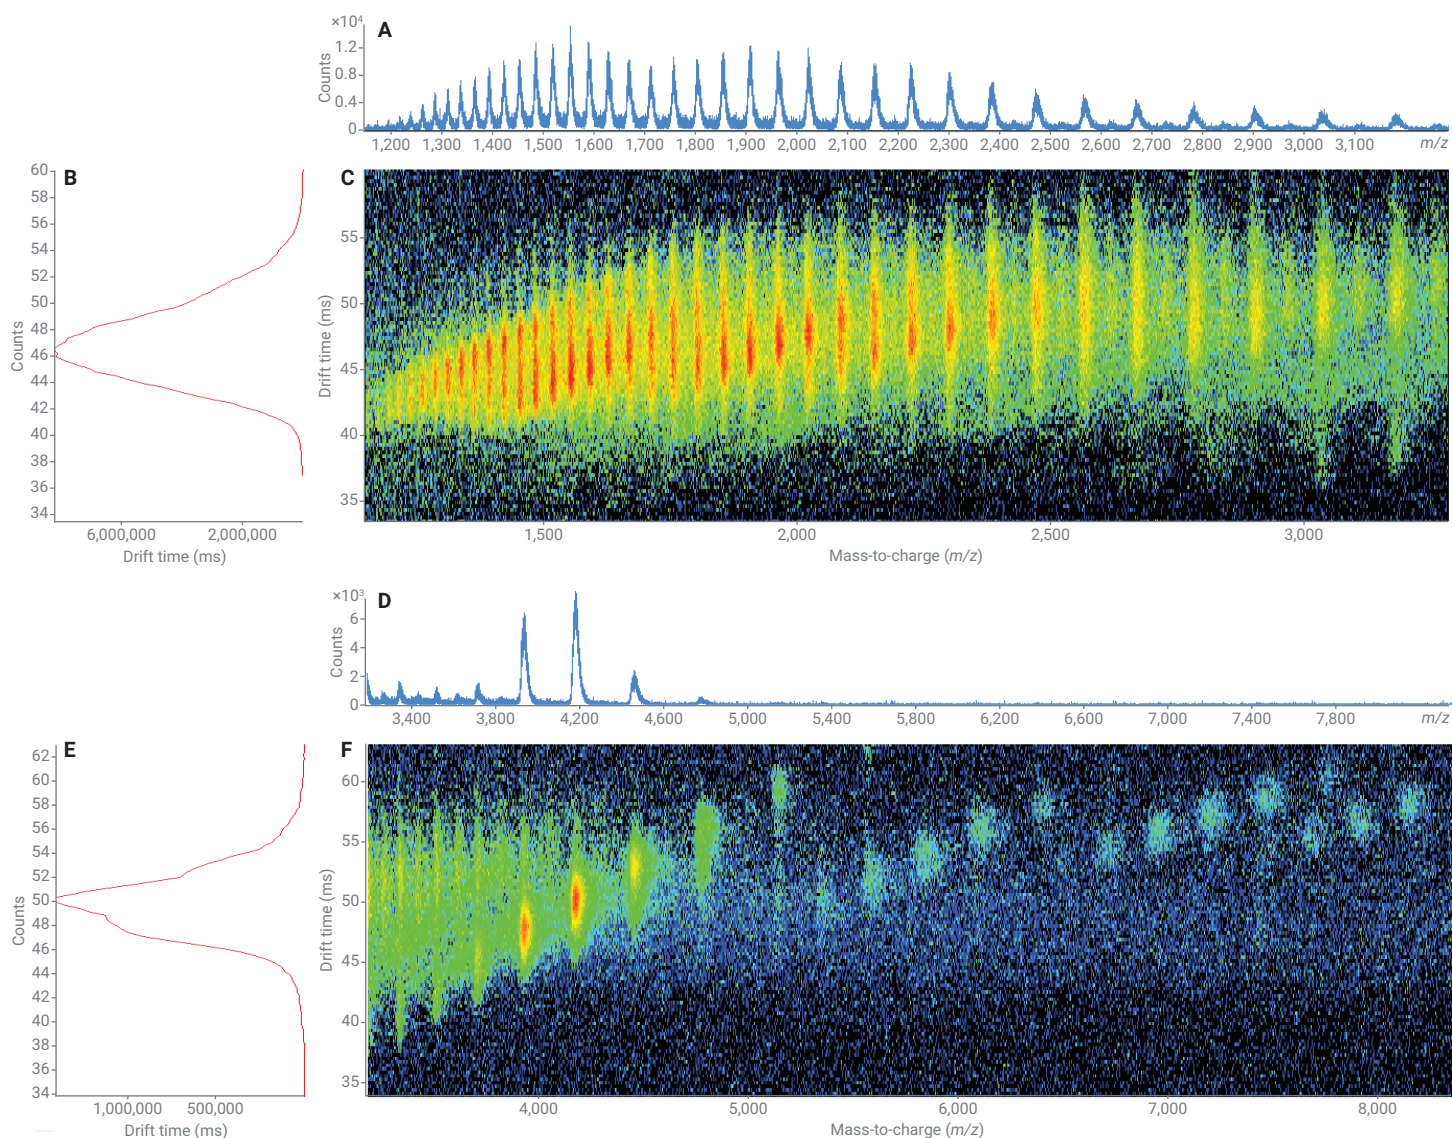 A
×10⁴
Counts
1.2
0.8
0.4
0
1,200 1,300 1,400 1,500 1,600 1,700 1,800 1,900 2,000 2,100 2,200 2,300 2,400 2,500 2,600 2,700 2,800 2,900 3,000 3,100 m/z
B
Counts
60
58
56
54
52
50
48
46
44
42
40
38
36
34
6,000,000 2,000,000
Drift time (ms)
C
Drift time (ms)
55
50
45
40
35
1,500 2,000 2,500 3,000
Mass-to-charge (m/z)
D
×10³
Counts
6
4
2
0
3,400 3,800 4,200 4,600 5,000 5,400 5,800 6,200 6,600 7,000 7,400 7,800 m/z
E
Counts
62
60
58
56
54
52
50
48
46
44
42
40
38
36
34
1,000,000 500,000
Drift time (ms)
F
Drift time (ms)
60
55
50
45
40
35
4,000 5,000 6,000 7,000 8,000
Mass-to-charge (m/z)